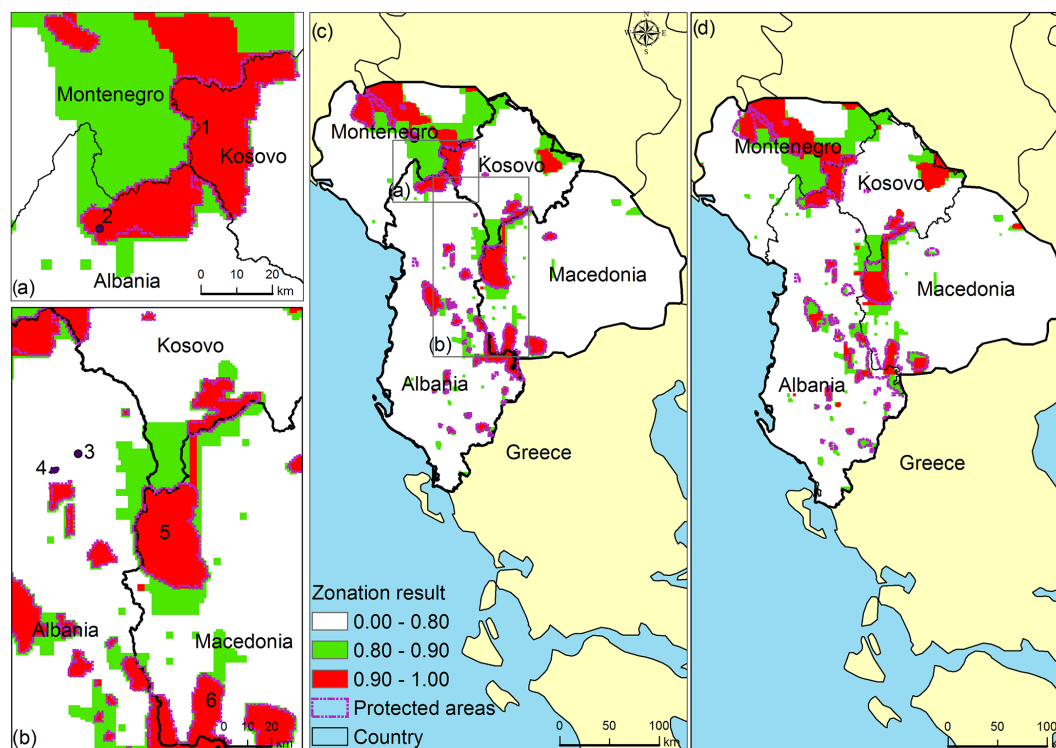 Montenegro
1
Kosovo
2
Albania
0 10 20
km
(a)
Kosovo
3
4
5
Albania
Macedonia
6
0 10 20
km
(b)
(c)
N
W E
S
Montenegro
Kosovo
(a)
Macedonia
(b)
Albania
Greece
Zonation result
0.00 - 0.80
0.80 - 0.90
0.90 - 1.00
Protected areas
Country
0 50 100
km
(d)
Montenegro
Kosovo
Macedonia
Albania
Greece
0 50 100
km